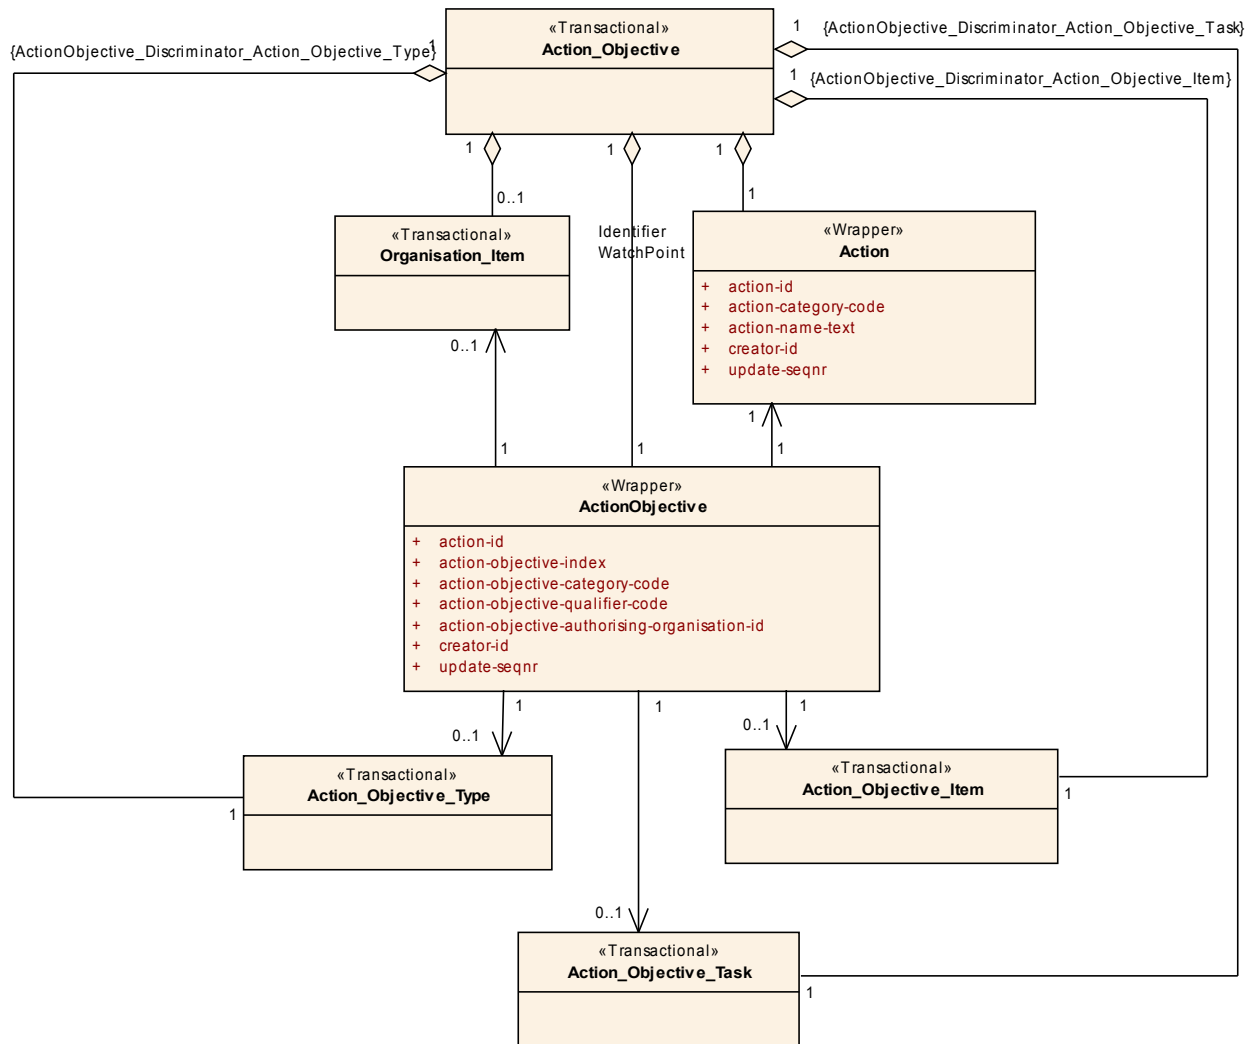 1
{ActionObjective_Discriminator_Action_Objective_Task}
{ActionObjective_Discriminator_Action_Objective_Type}
1
«Transactional»
Action_Objective
1
{ActionObjective_Discriminator_Action_Objective_Item}
1
1
1
0..1
1
«Transactional»
Organisation_Item
Identifier
WatchPoint
«Wrapper»
Action
+ action-id
+ action-category-code
+ action-name-text
+ creator-id
+ update-seqnr
0..1
1
1
1
1
«Wrapper»
ActionObjective
+ action-id
+ action-objective-index
+ action-objective-category-code
+ action-objective-qualifier-code
+ action-objective-authorising-organisation-id
+ creator-id
+ update-seqnr
1
1
1
0..1
0..1
«Transactional»
Action_Objective_Type
1
«Transactional»
Action_Objective_Item
1
0..1
«Transactional»
Action_Objective_Task
1